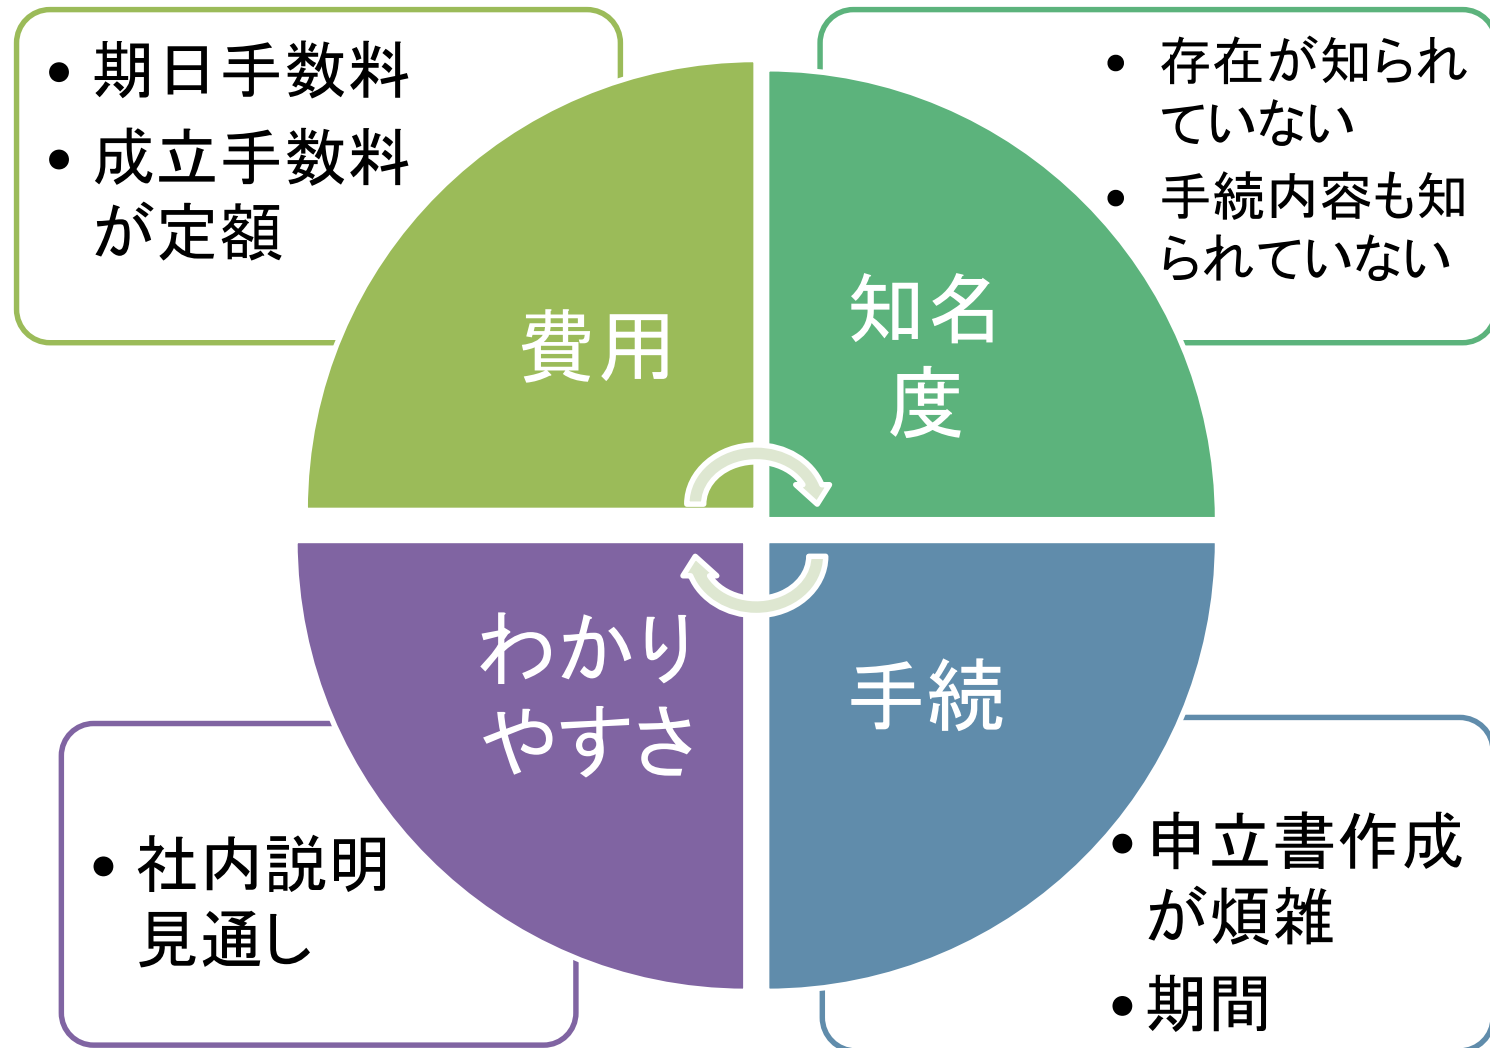 • 期日手数料
• 成立手数料
が定額
費用
• 存在が知られ
ていない
• 手続内容も知
られていない
知名
度
わかり
やすさ
• 社内説明
見通し
手続
• 申立書作成
が煩雑
• 期間